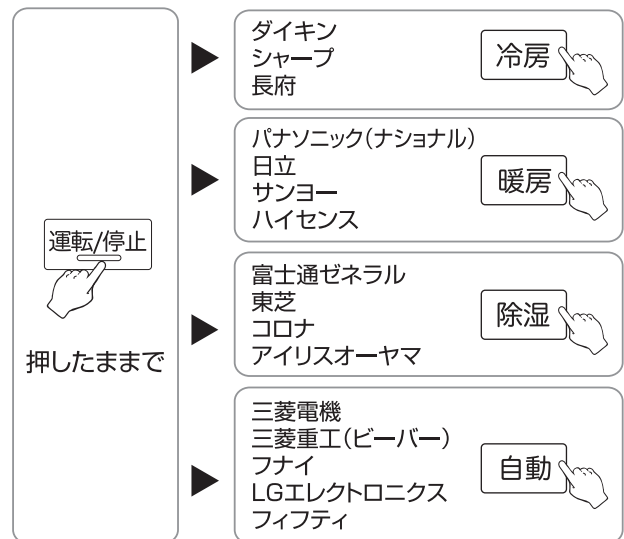 運転/停止
押したままで
ダイキン
シャープ
長府
冷房
パナソニック(ナショナル)
日立
サンヨー
ハイセンス
暖房
富士通ゼネラル
東芝
コロナ
アイリスオーヤマ
除湿
三菱電機
三菱重工(ビーバー)
フナイ
LGエレクトロニクス
フィフティ
自動